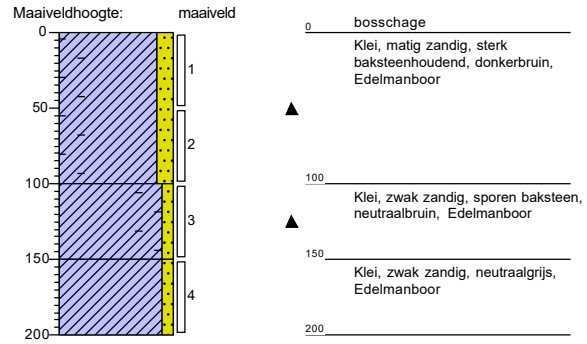 Maaiveldhoogte: maaiveld
0
50
100
150
200
1
2
3
4
0 bosschage
Klei, matig zandig, sterk
baksteenhoudend, donkerbruin,
Edelmanboor
100
Klei, zwak zandig, sporen baksteen,
neutraalbruin, Edelmanboor
150
Klei, zwak zandig, neutraalgrijs,
Edelmanboor
200